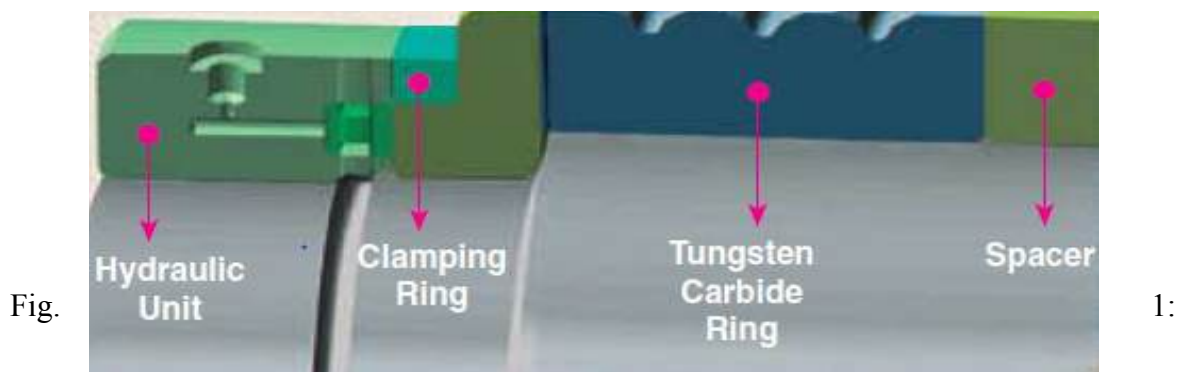 Hydraulic
Unit
Clamping
Ring
Tungsten
Carbide
Ring
Spacer
Fig. 1: